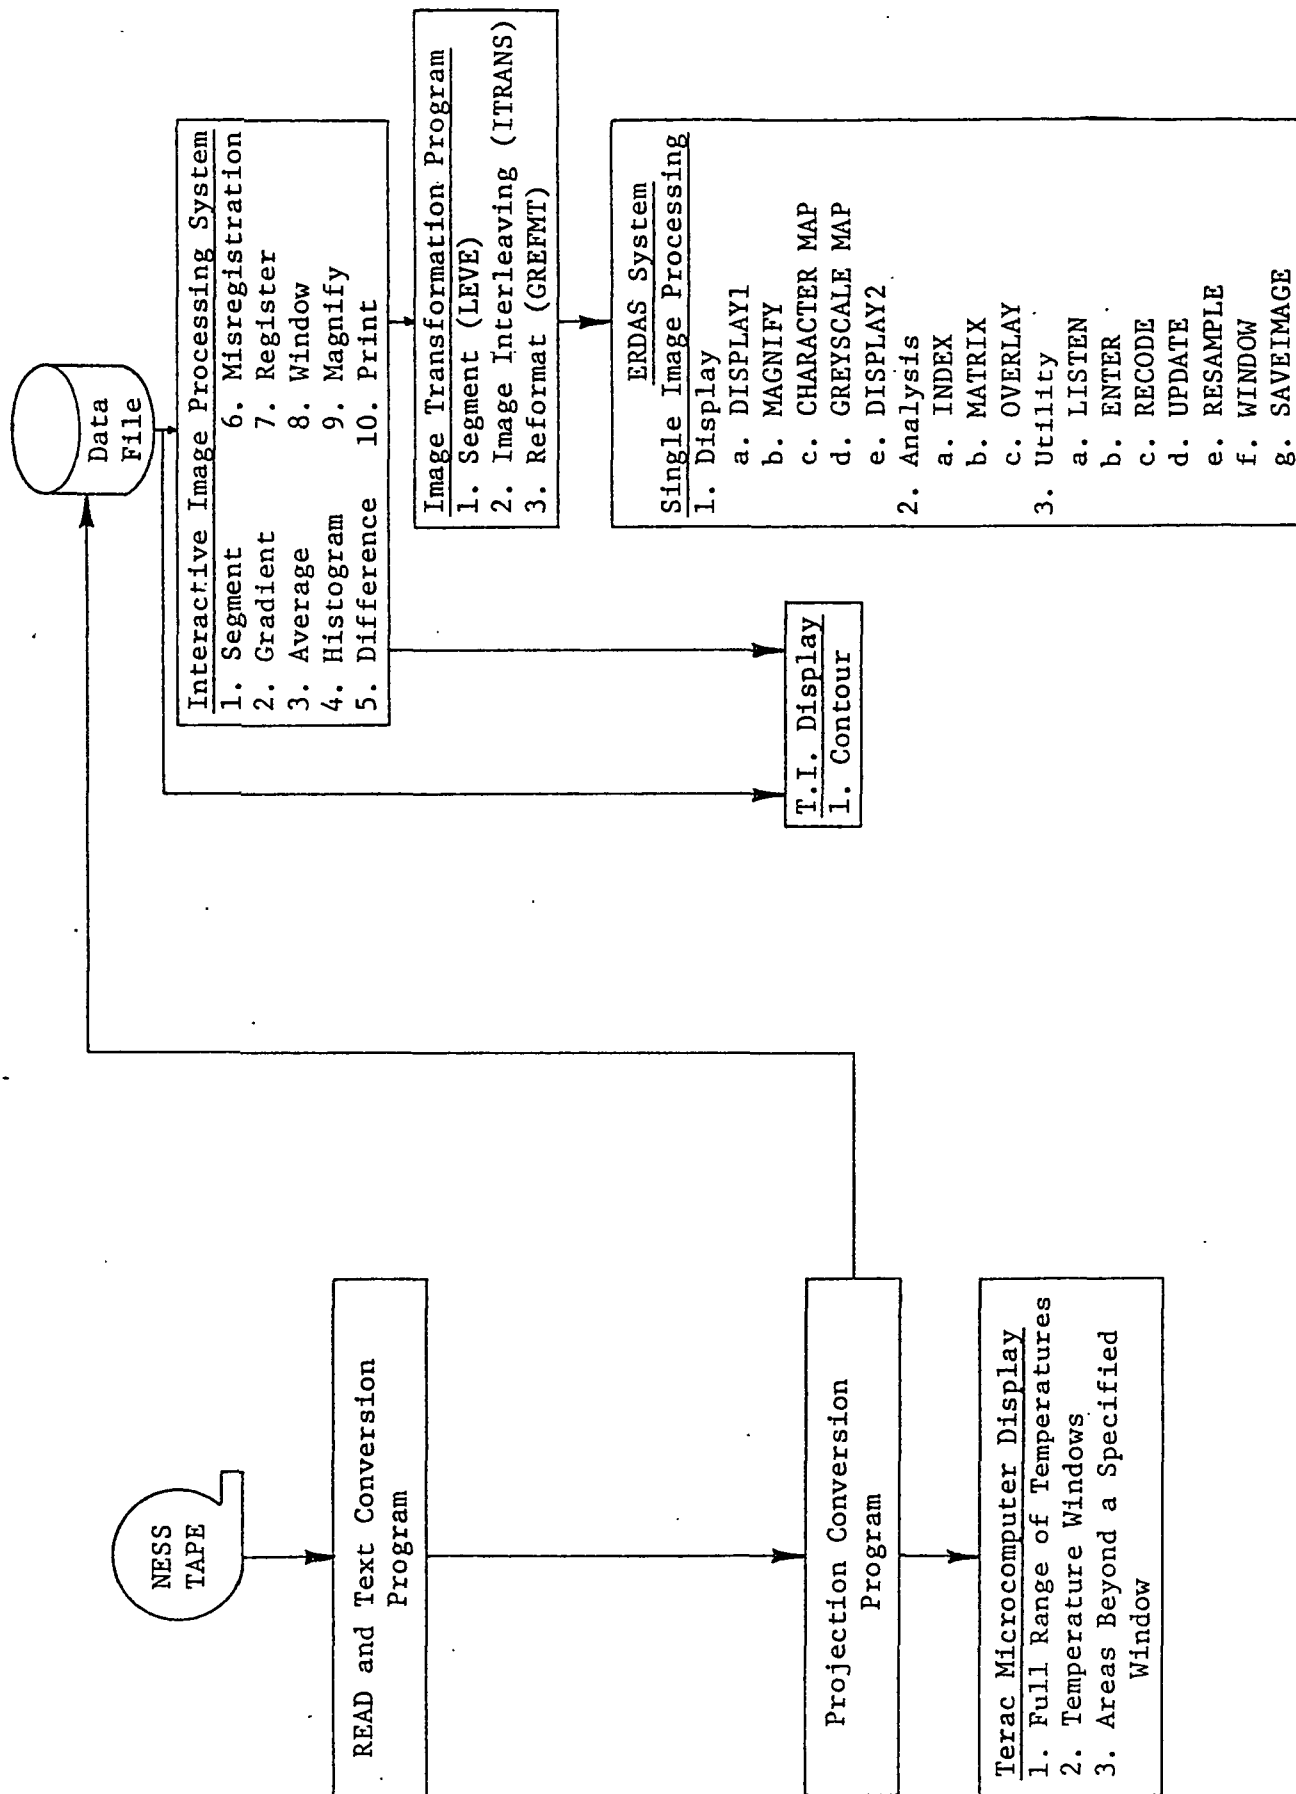 NESS
TAPE
READ and Text Conversion
Program
Projection Conversion
Program
Terac Microcomputer Display
1. Full Range of Temperatures
2. Temperature Windows
3. Areas Beyond a Specified
Window
Data
File
Interactive Image Processing System
1. Segment 6. Misregistration
2. Gradient 7. Register
3. Average 8. Window
4. Histogram 9. Magnify
5. Difference 10. Print
T.I. Display
1. Contour
Image Transformation Program
1. Segment (LEVE)
2. Image Interleaving (ITRANS)
3. Reformat (GREFMT)
ERDAS System
Single Image Processing
1. Display
a. DISPLAY1
b. MAGNIFY
c. CHARACTER MAP
d. GREYSCALE MAP
e. DISPLAY2
2. Analysis
a. INDEX
b. MATRIX
c. OVERLAY
3. Utility
a. LISTEN
b. ENTER
c. RECODE
d. UPDATE
e. RESAMPLE
f. WINDOW
g. SAVEIMAGE